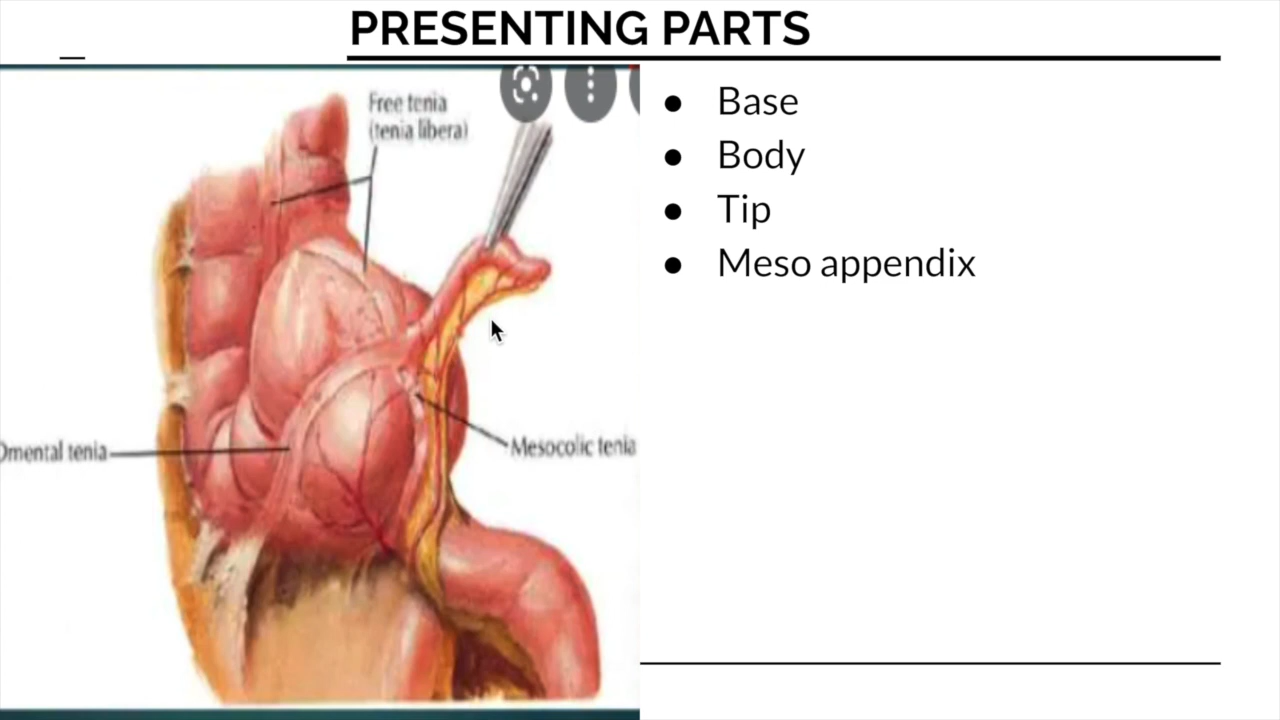 PRESENTING PARTS
Free tenia
(tenia libera)
Omental tenia
Mesocolic tenia
● Base
● Body
● Tip
● Meso appendix